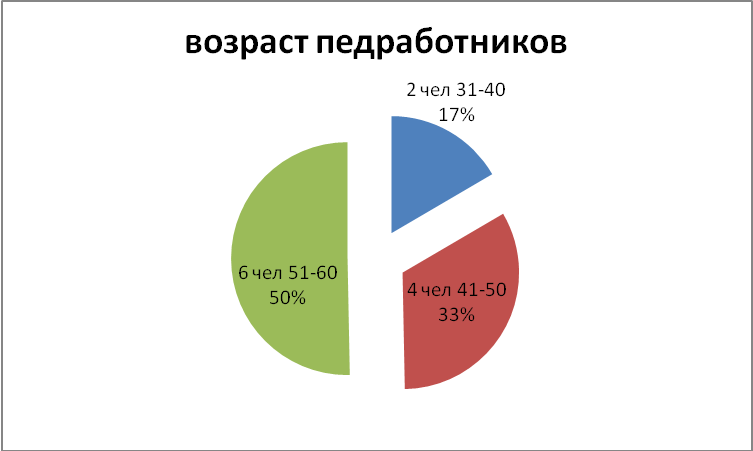 возраст педработников
2 чел 31-40
17%
4 чел 41-50
33%
6 чел 51-60
50%